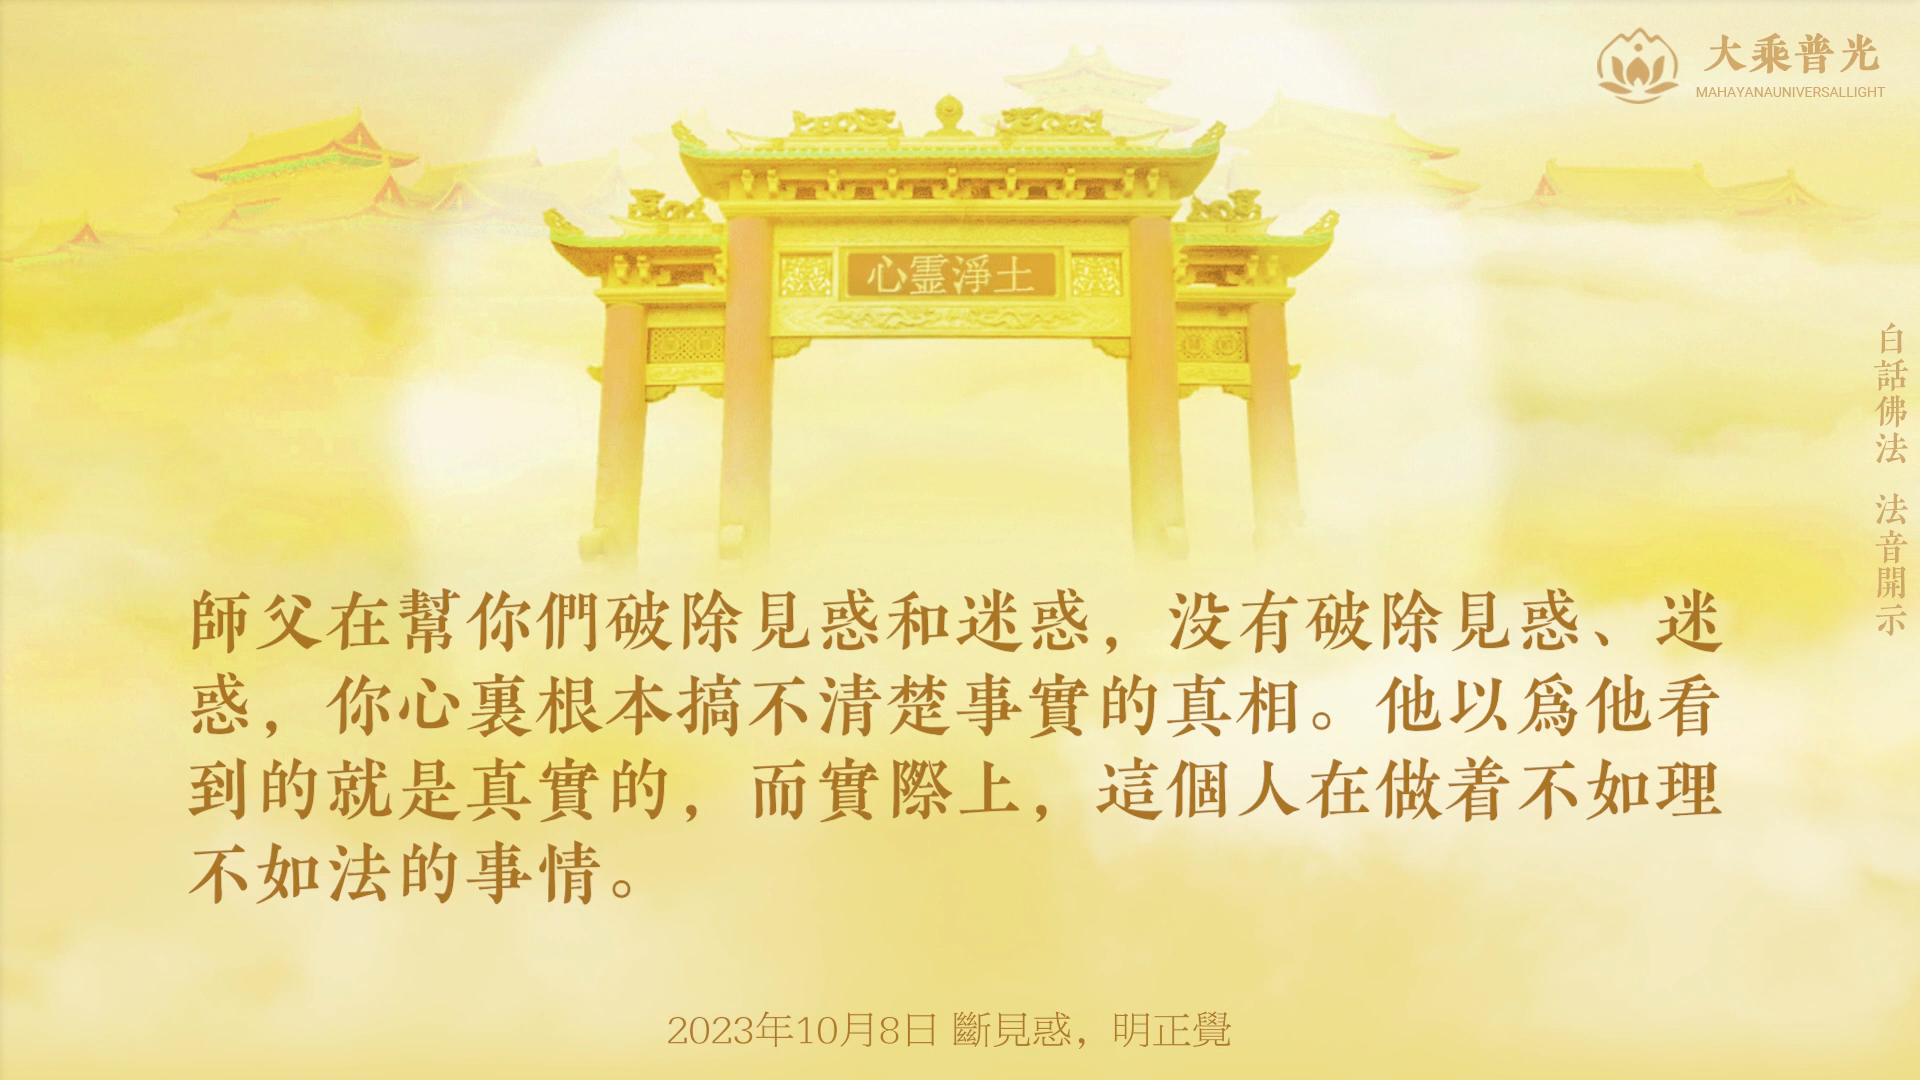 大乘普光
MAHAYANAUNIVERSALLIGHT
心霊淨土
白話佛法 法音開示
師父在幫你們破除見惑和迷惑，没有破除見惑、迷
惑，你心裏根本搞不清楚事實的真相。他以爲他看
到的就是真實的，而實際上，這個人在做着不如理
不如法的事情。
2023年10月8日 斷見惑，明正覺